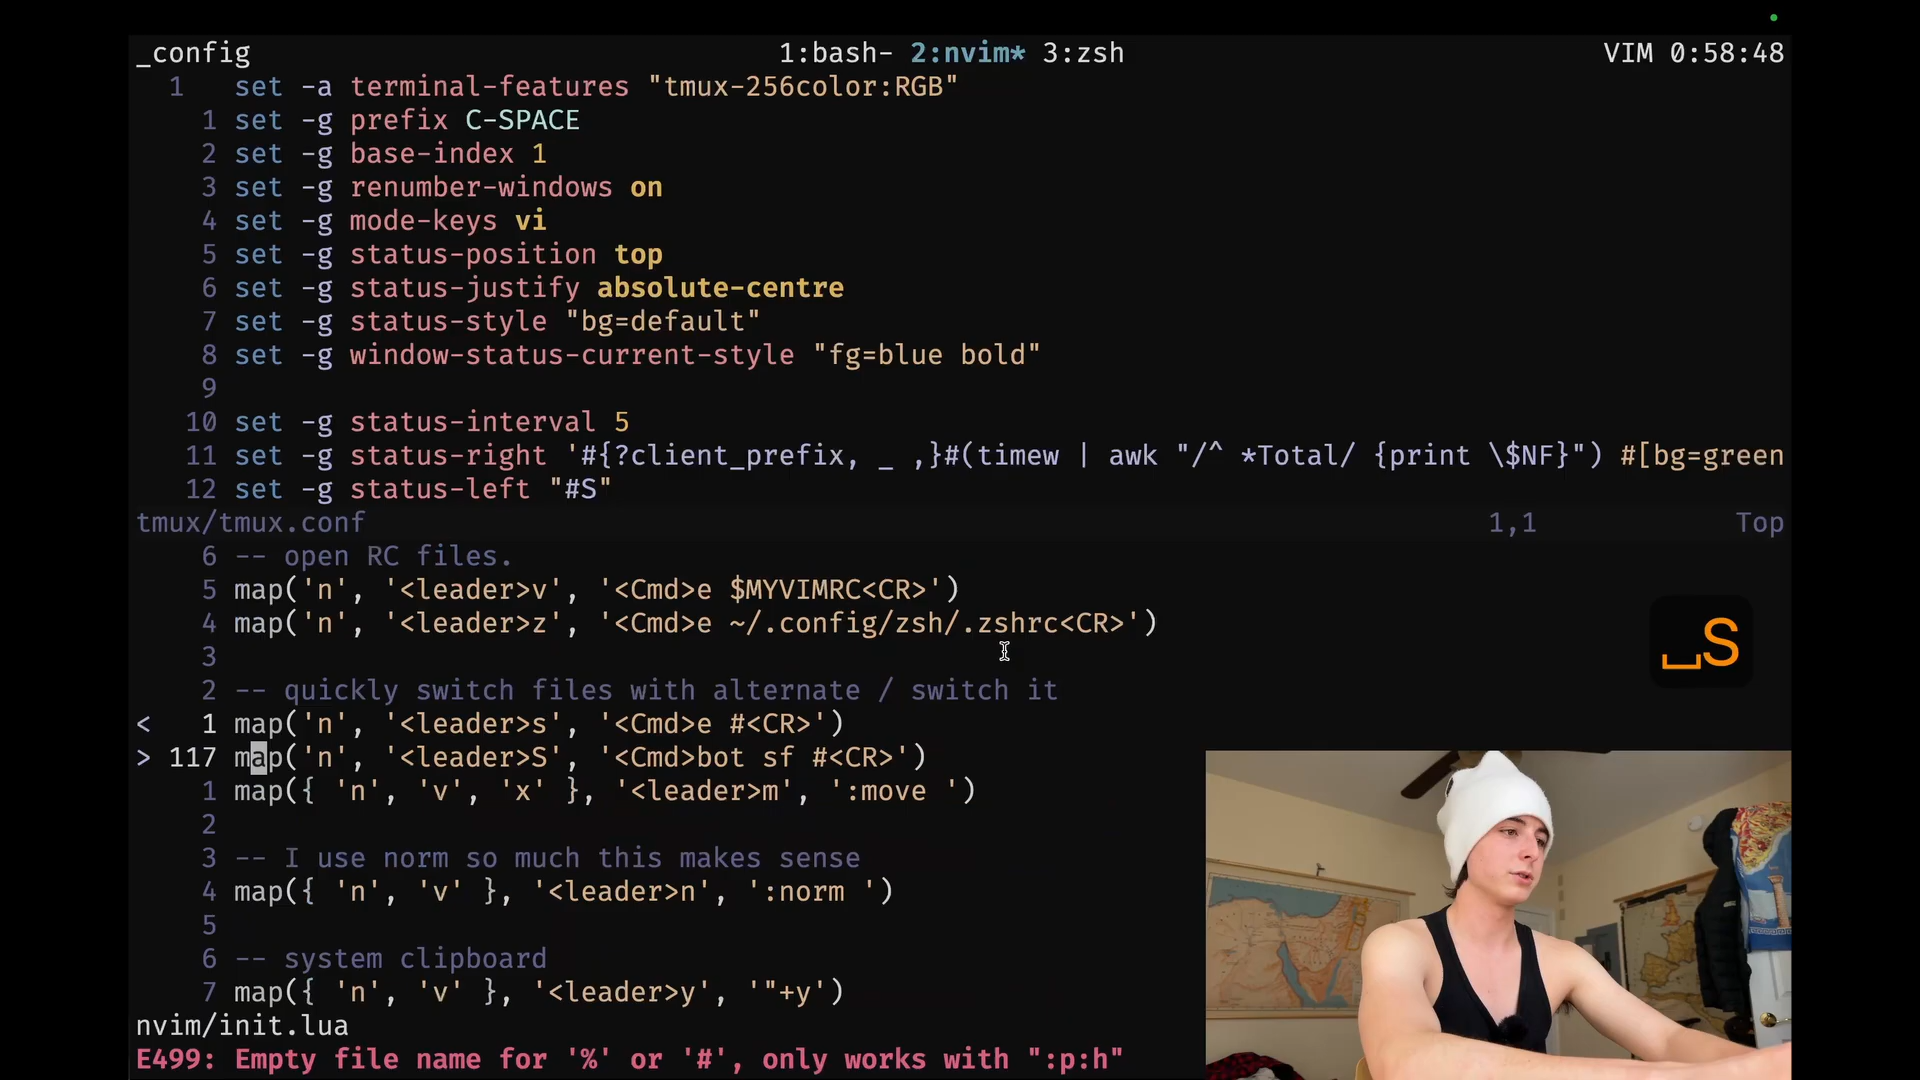 _config 1:bash- 2:nvim* 3:zsh VIM 0:58:48
1 set -a terminal-features "tmux-256color:RGB"
1 set -g prefix C-SPACE
2 set -g base-index 1
3 set -g renumber-windows on
4 set -g mode-keys vi
5 set -g status-position top
6 set -g status-justify absolute-centre
7 set -g status-style "bg=default"
8 set -g window-status-current-style "fg=blue bold"
9
10 set -g status-interval 5
11 set -g status-right '#{?client_prefix, _ ,}#(timew | awk "/^ *Total/ {print \$NF}") #[bg=green
12 set -g status-left "#S"
tmux/tmux.conf 1,1 Top
6 -- open RC files.
5 map('n', '<leader>v', '<Cmd>e $MYVIMRC<CR>')
4 map('n', '<leader>z', '<Cmd>e ~/.config/zsh/.zshrc<CR>')
3
␣S
2 -- quickly switch files with alternate / switch it
< 1 map('n', '<leader>s', '<Cmd>e #<CR>')
> 117 map('n', '<leader>S', '<Cmd>bot sf #<CR>')
1 map({ 'n', 'v', 'x' }, '<leader>m', ':move ')
2
3 -- I use norm so much this makes sense
4 map({ 'n', 'v' }, '<leader>n', ':norm ')
5
6 -- system clipboard
7 map({ 'n', 'v' }, '<leader>y', '"+y')
nvim/init.lua
E499: Empty file name for '%' or '#', only works with ":p:h"